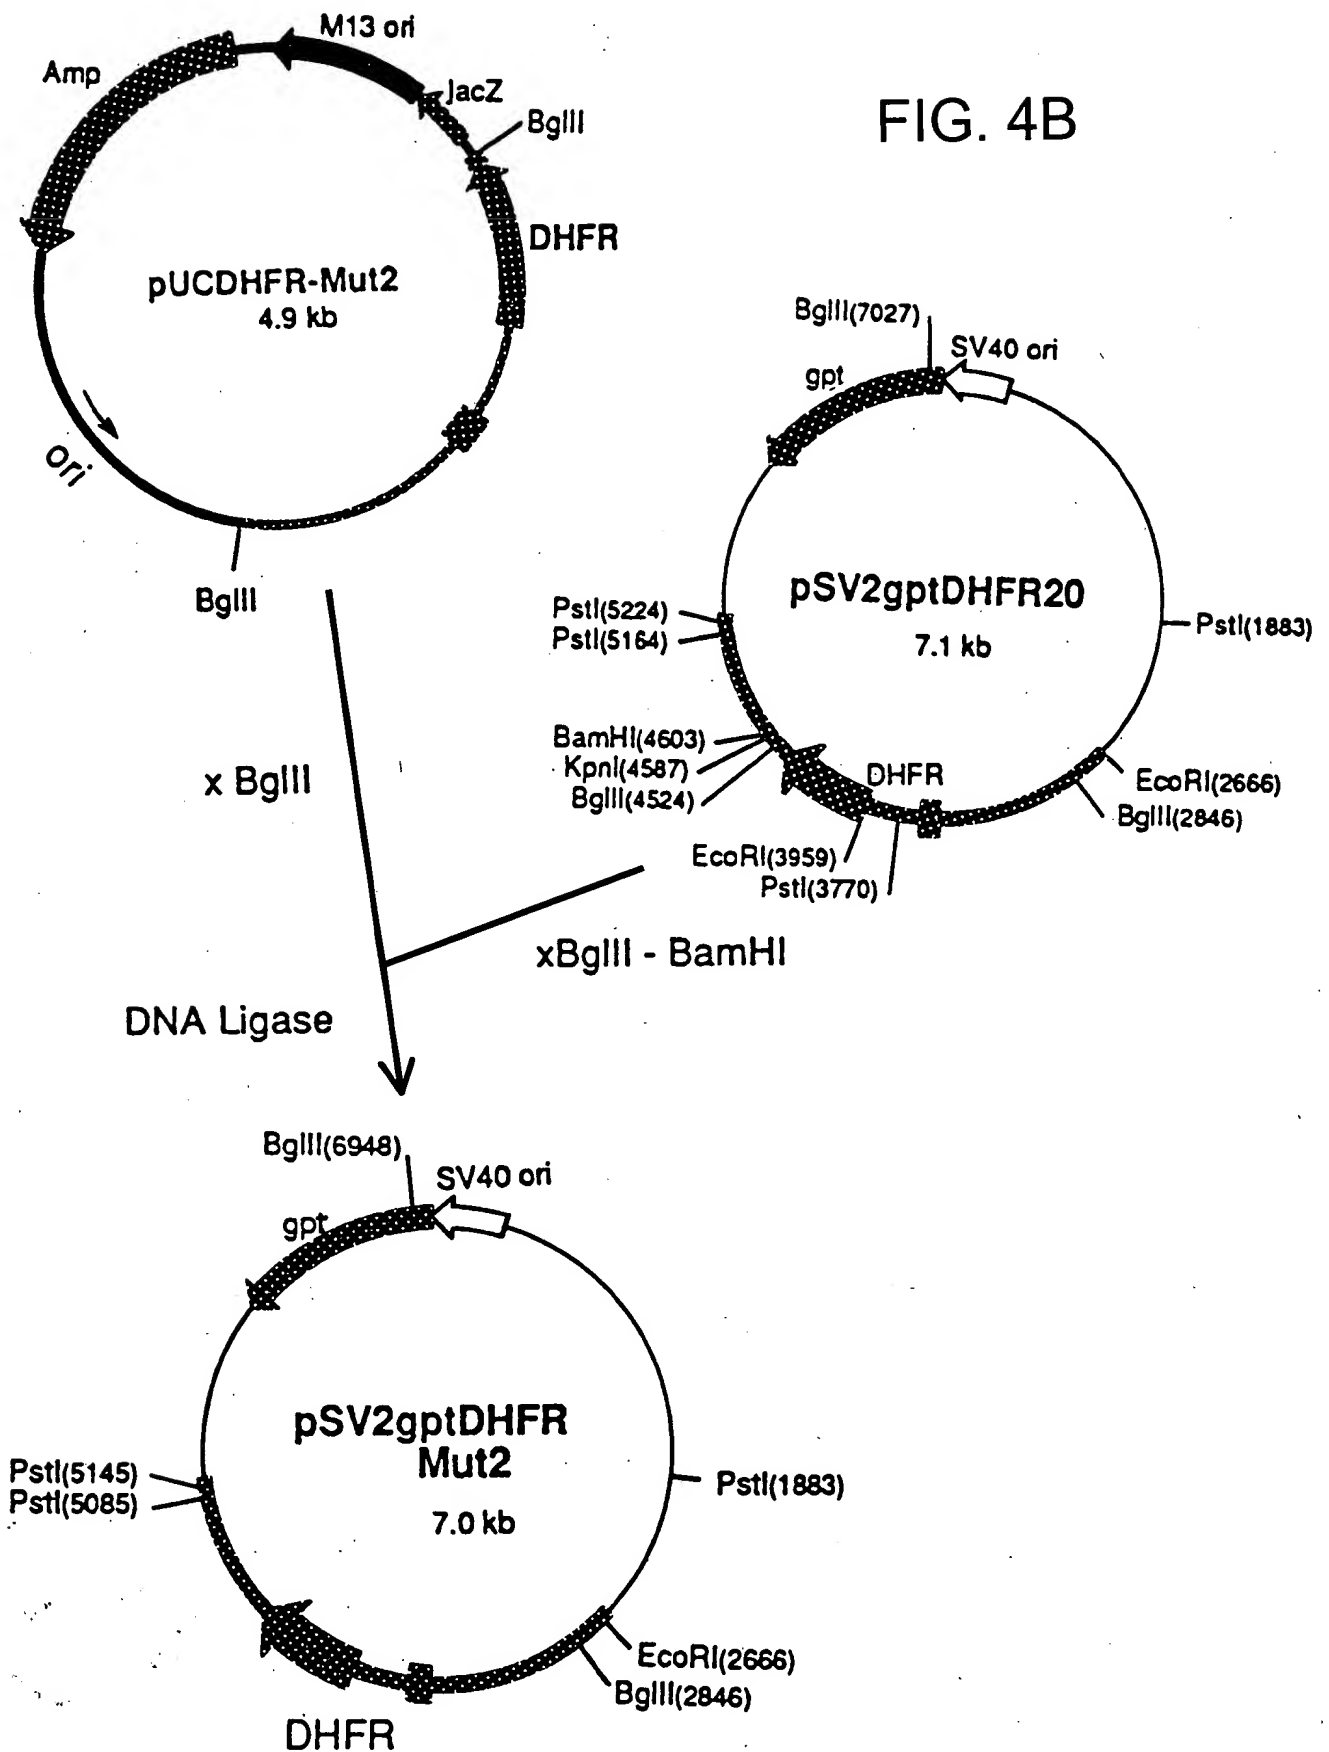 FIG. 4B
M13 ori
Amp
lacZ
BglII
DHFR
pUCDHFR-Mut2
4.9 kb
ori
BglII
BglII(7027)
SV40 ori
gpt
pSV2gptDHFR20
7.1 kb
PstI(5224)
PstI(5164)
PstI(1883)
BamHI(4603)
KpnI(4587)
BglII(4524)
DHFR
EcoRI(2666)
BglII(2846)
EcoRI(3959)
PstI(3770)
x BglII
xBglII - BamHI
DNA Ligase
BglII(6948)
SV40 ori
gpt
pSV2gptDHFR
Mut2
7.0 kb
PstI(5145)
PstI(5085)
PstI(1883)
EcoRI(2666)
BglII(2846)
DHFR